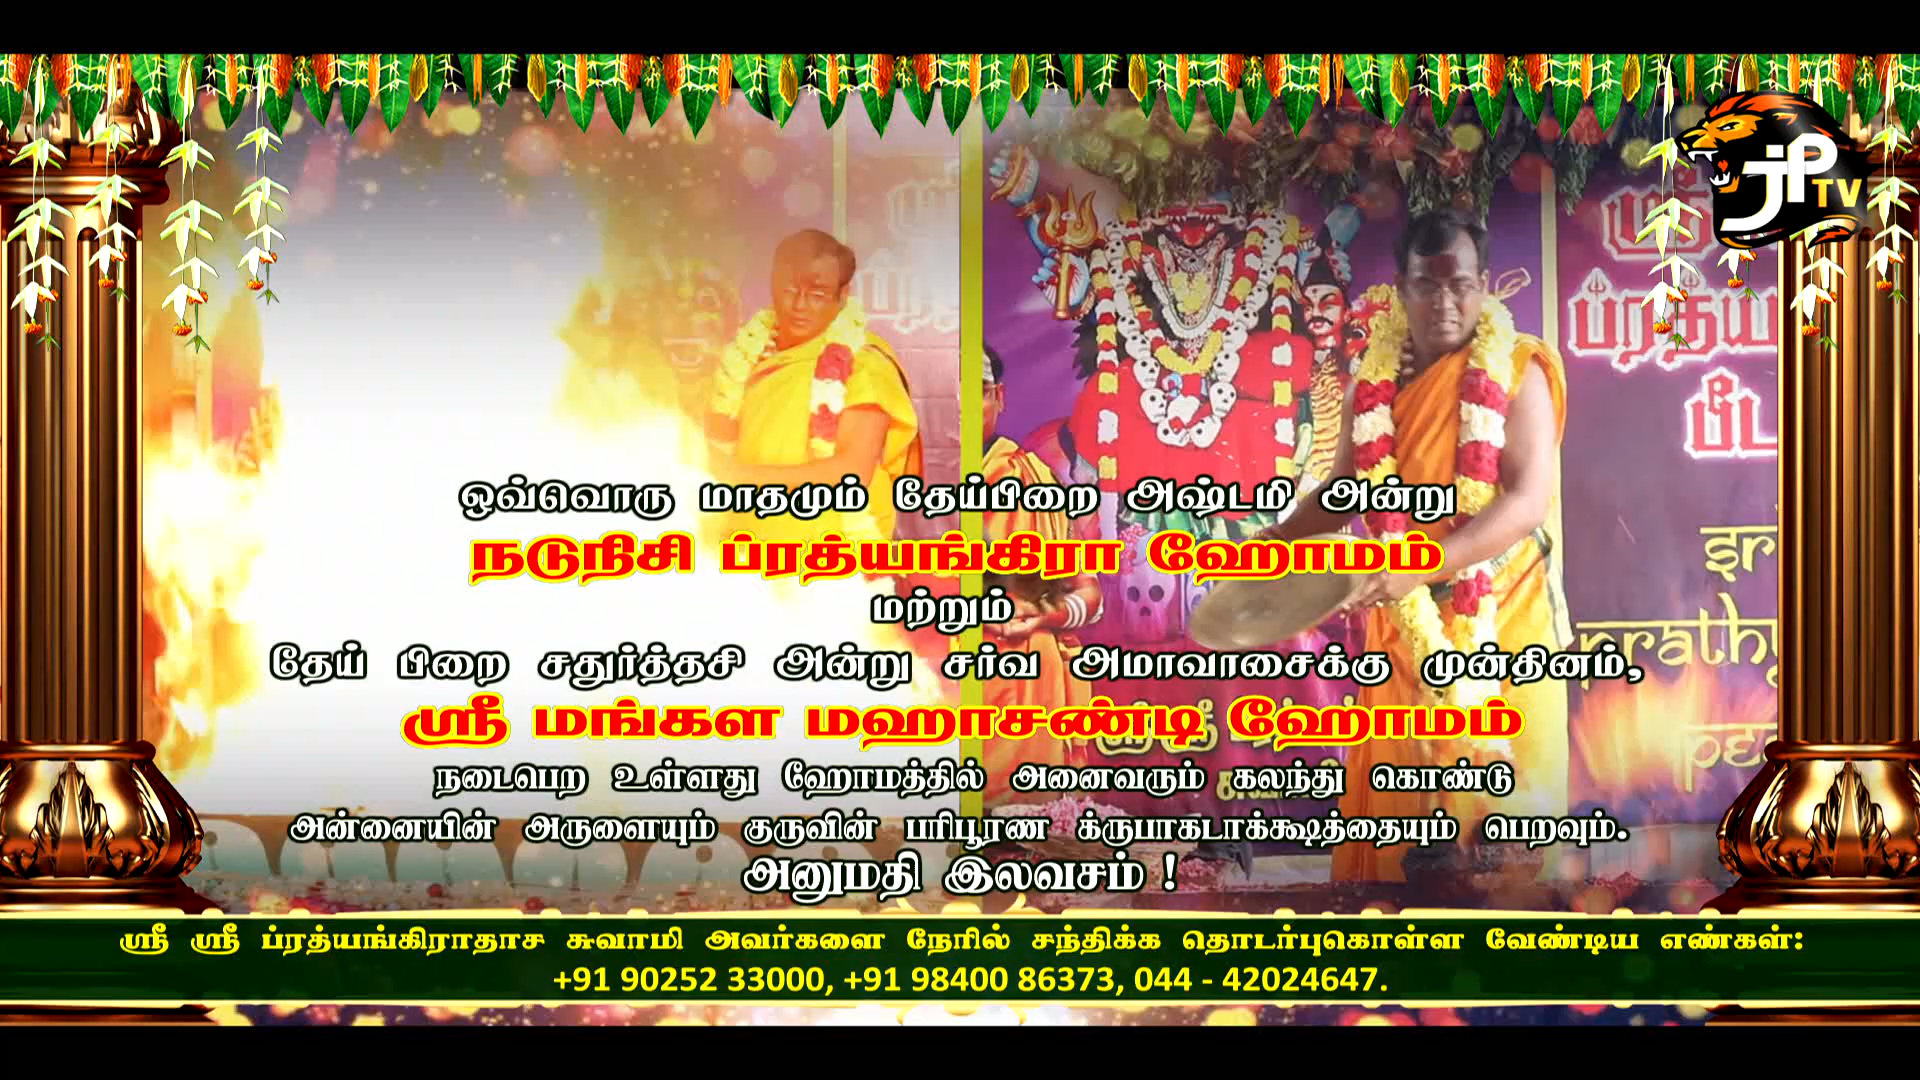 JP TV
ஸ்ரீ
ப்ரத்ய
பீட
ஒவ்வொரு மாதமும் தேய்பிறை அஷ்டமி அன்று
நடுநிசி ப்ரத்யங்கிரா ஹோமம்
மற்றும்
தேய் பிறை சதுர்த்தசி அன்று சர்வ அமாவாசைக்கு முன்தினம்,
ஸ்ரீ மங்கள மஹாசண்டி ஹோமம்
நடைபெற உள்ளது ஹோமத்தில் அனைவரும் கலந்து கொண்டு
அன்னையின் அருளையும் குருவின் பரிபூரண க்ருபாகடாக்ஷத்தையும் பெறவும்.
அனுமதி இலவசம் !
ஸ்ரீ ஸ்ரீ ப்ரத்யங்கிராதாச சுவாமி அவர்களை நேரில் சந்திக்க தொடர்புகொள்ள வேண்டிய எண்கள்:
+91 90252 33000, +91 98400 86373, 044 - 42024647.